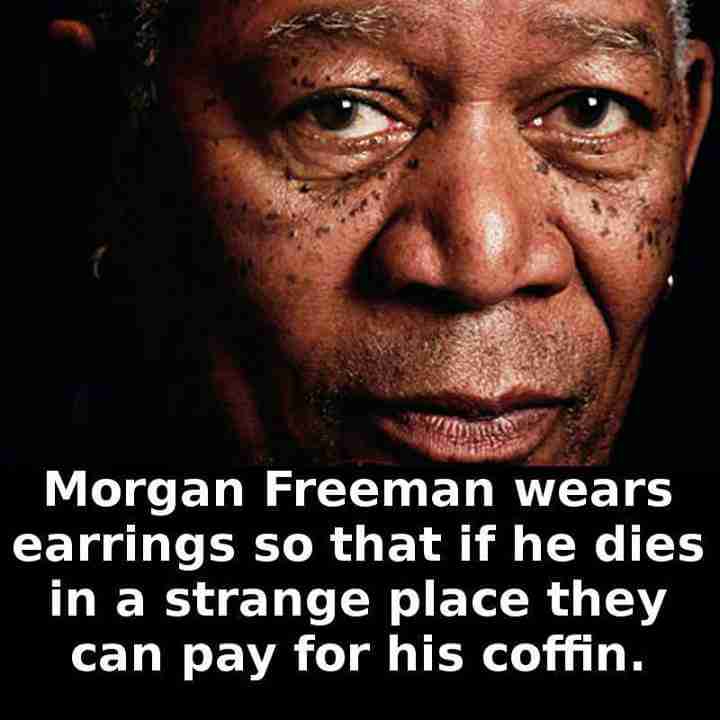 Morgan Freeman wears
earrings so that if he dies
in a strange place they
can pay for his coffin.